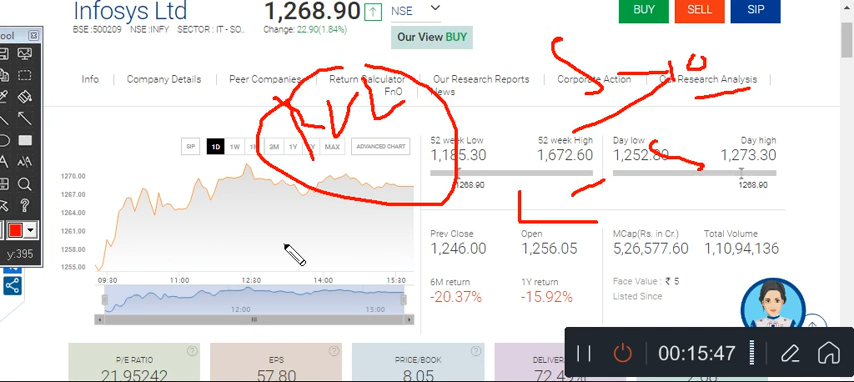 Infosys Ltd
1,268.90 NSE
BSE :500209 NSE :INFY SECTOR : IT - SO..
Change: 22.90(1.84%)
BUY SELL SIP
Our View BUY
Info Company Details Peer Companies Return Calculator Our Research Reports Corporate Action Our Research Analysis
FnO News
1D 1W 3M MAX ADVANCED CHART
52 week Low 52 week High Day low Day high
1,185.30 1,672.60 1,252.80 1,273.30
1268.90 1268.90
1270.00
1267.00
1264.00
1261.00
1258.00
1255.00
09:30 11:00 12:30 14:00 15:30
12:00 15:00
Prev Close Open MCap(Rs. in Cr.) Total Volume
1,246.00 1,256.05 5,26,577.60 1,10,94,136
6M return 1Y return Face Value : ₹ 5
-20.37% -15.92% Listed Since
P/E RATIO EPS PRICE/BOOK
21.95242 57.80 8.05 72.49%
ool
y:395
00:15:47